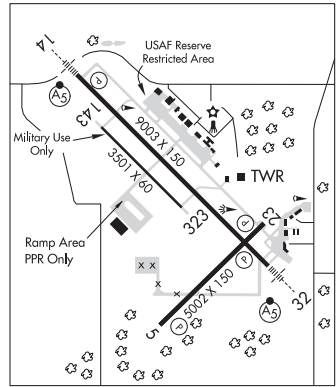 14
USAF Reserve
Restricted Area
P
A5
143
9003 X 150
Military Use
Only
3501 X 60
TWR
323
23
P
Ramp Area
PPR Only
P
X X
X X
5002 X 150
5
P
A5
32